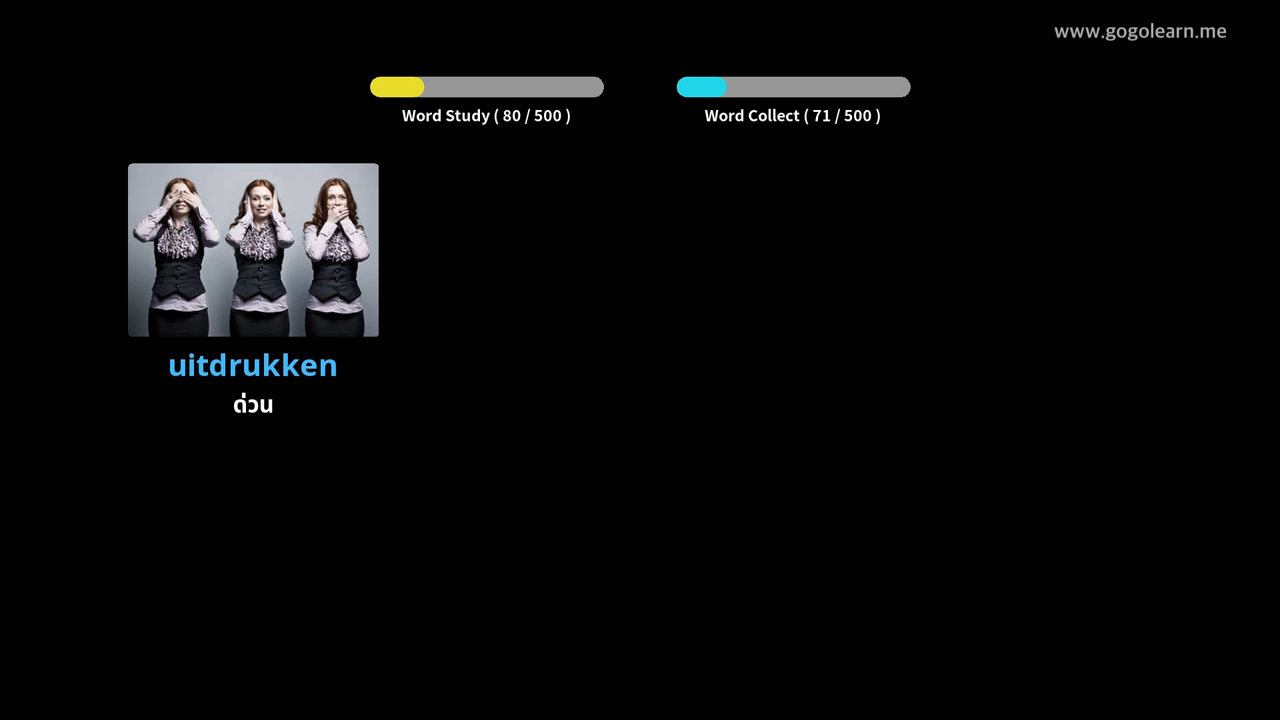 www.gogolearn.me
Word Study ( 80 / 500 )
Word Collect ( 71 / 500 )
uitdrukken
ด่วน